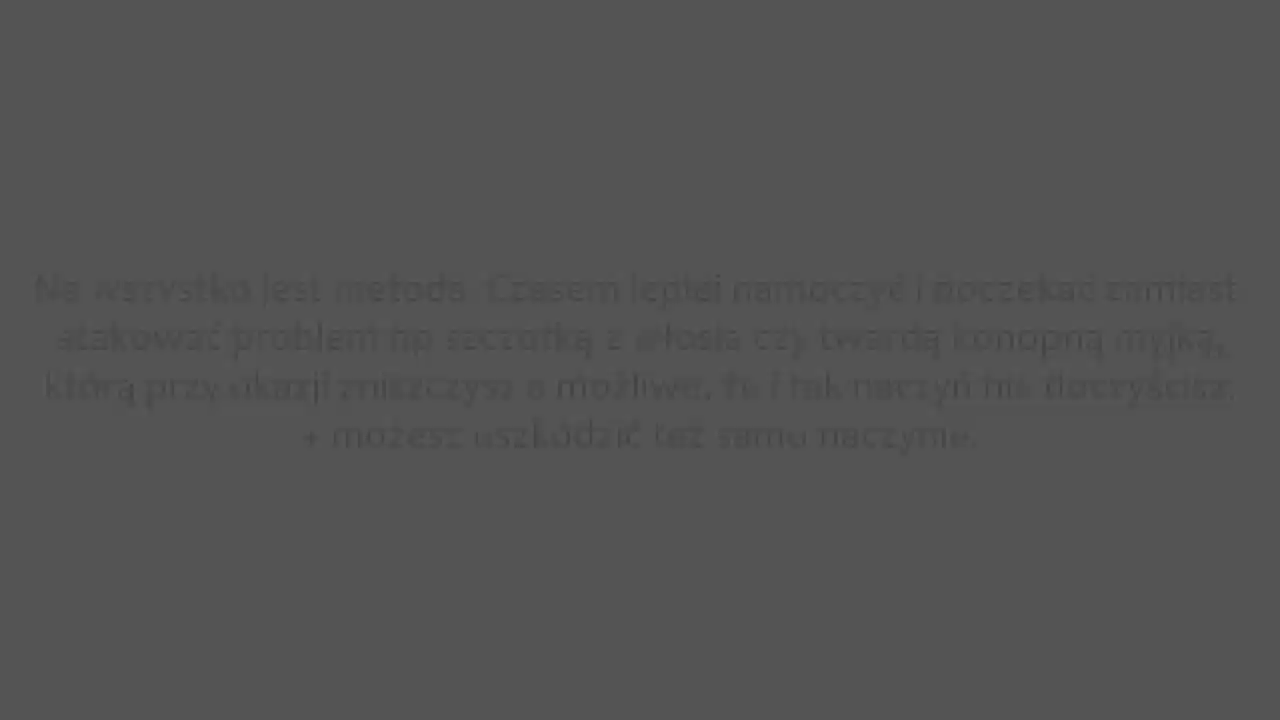 Na wszystko jest metoda. Czasem lepiej namoczyć i poczekać zamiast
atakować problem np szczotką z włosia czy twardą konopną myjką,
którą przy okazji zniszczysz a możliwe, że i tak naczyń nie doczyścisz.
+ możesz uszkodzić też samo naczynie.